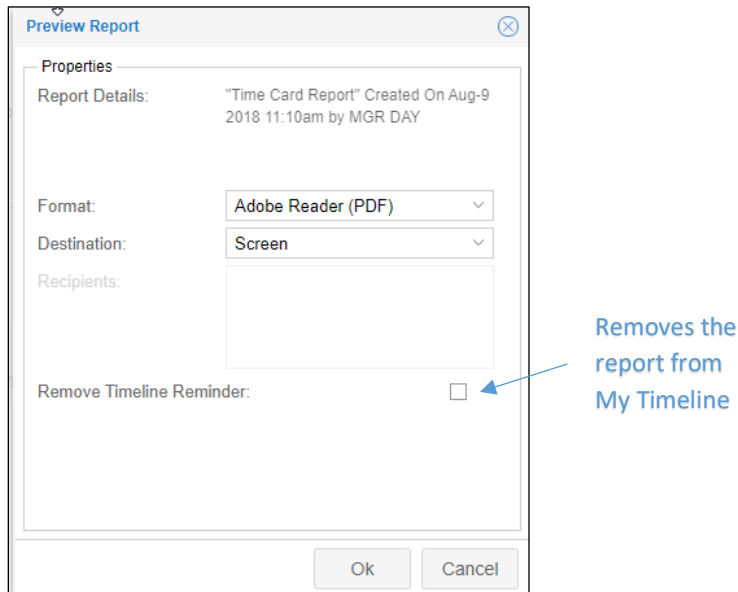 Preview Report
Properties
Report Details:
"Time Card Report" Created On Aug-9
2018 11:10am by MGR DAY
Format:
Adobe Reader (PDF)
Destination:
Screen
Recipients:
Remove Timeline Reminder:
Removes the
report from
My Timeline
Ok
Cancel